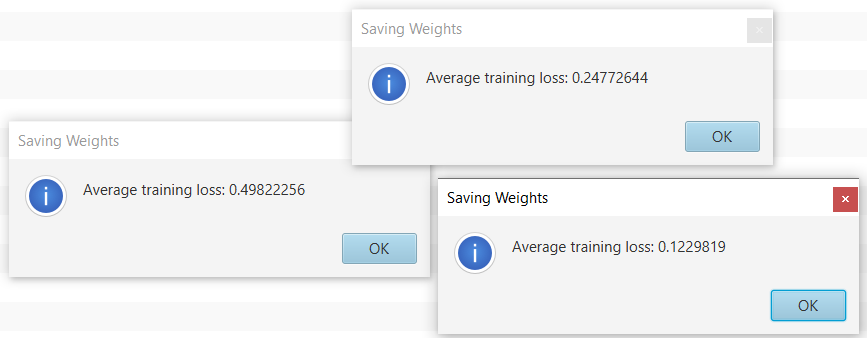 Saving Weights
Average training loss: 0.24772644
OK
Saving Weights
Average training loss: 0.49822256
OK
Saving Weights
Average training loss: 0.1229819
OK